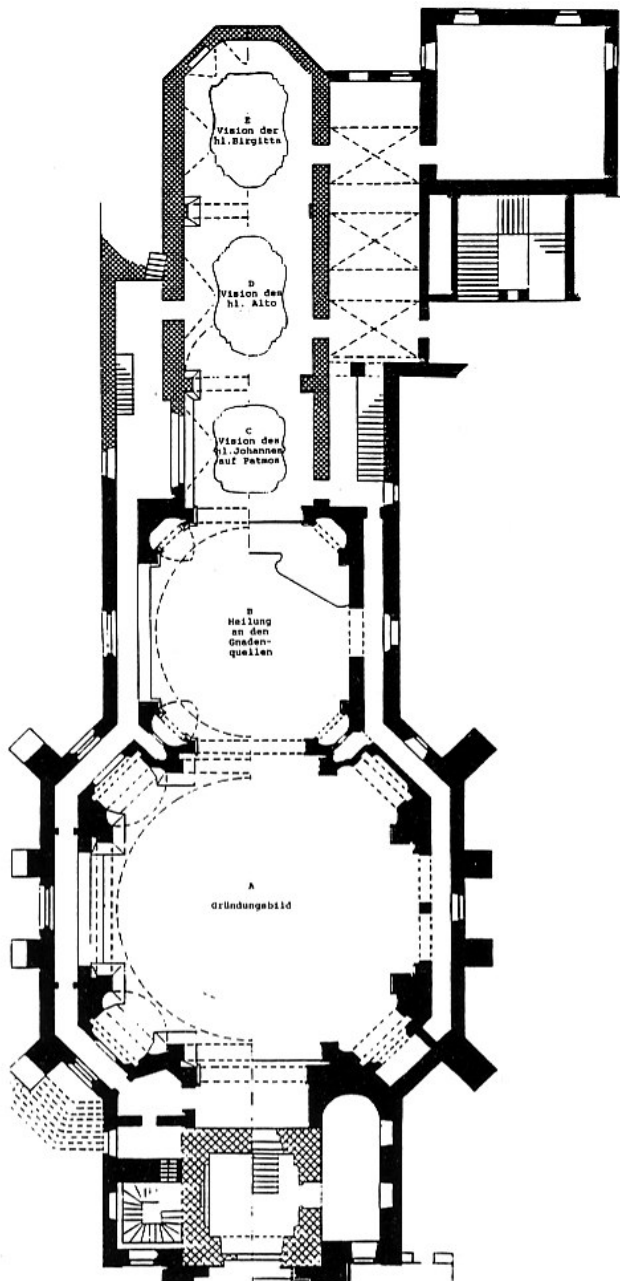 E
Vision der
hl.Birgitta
D
Vision des
hl. Alto
C
Vision des
hl.Johannes
auf Patmos
B
Heilung
an den
Gnaden-
quellen
A
Gründungsbild